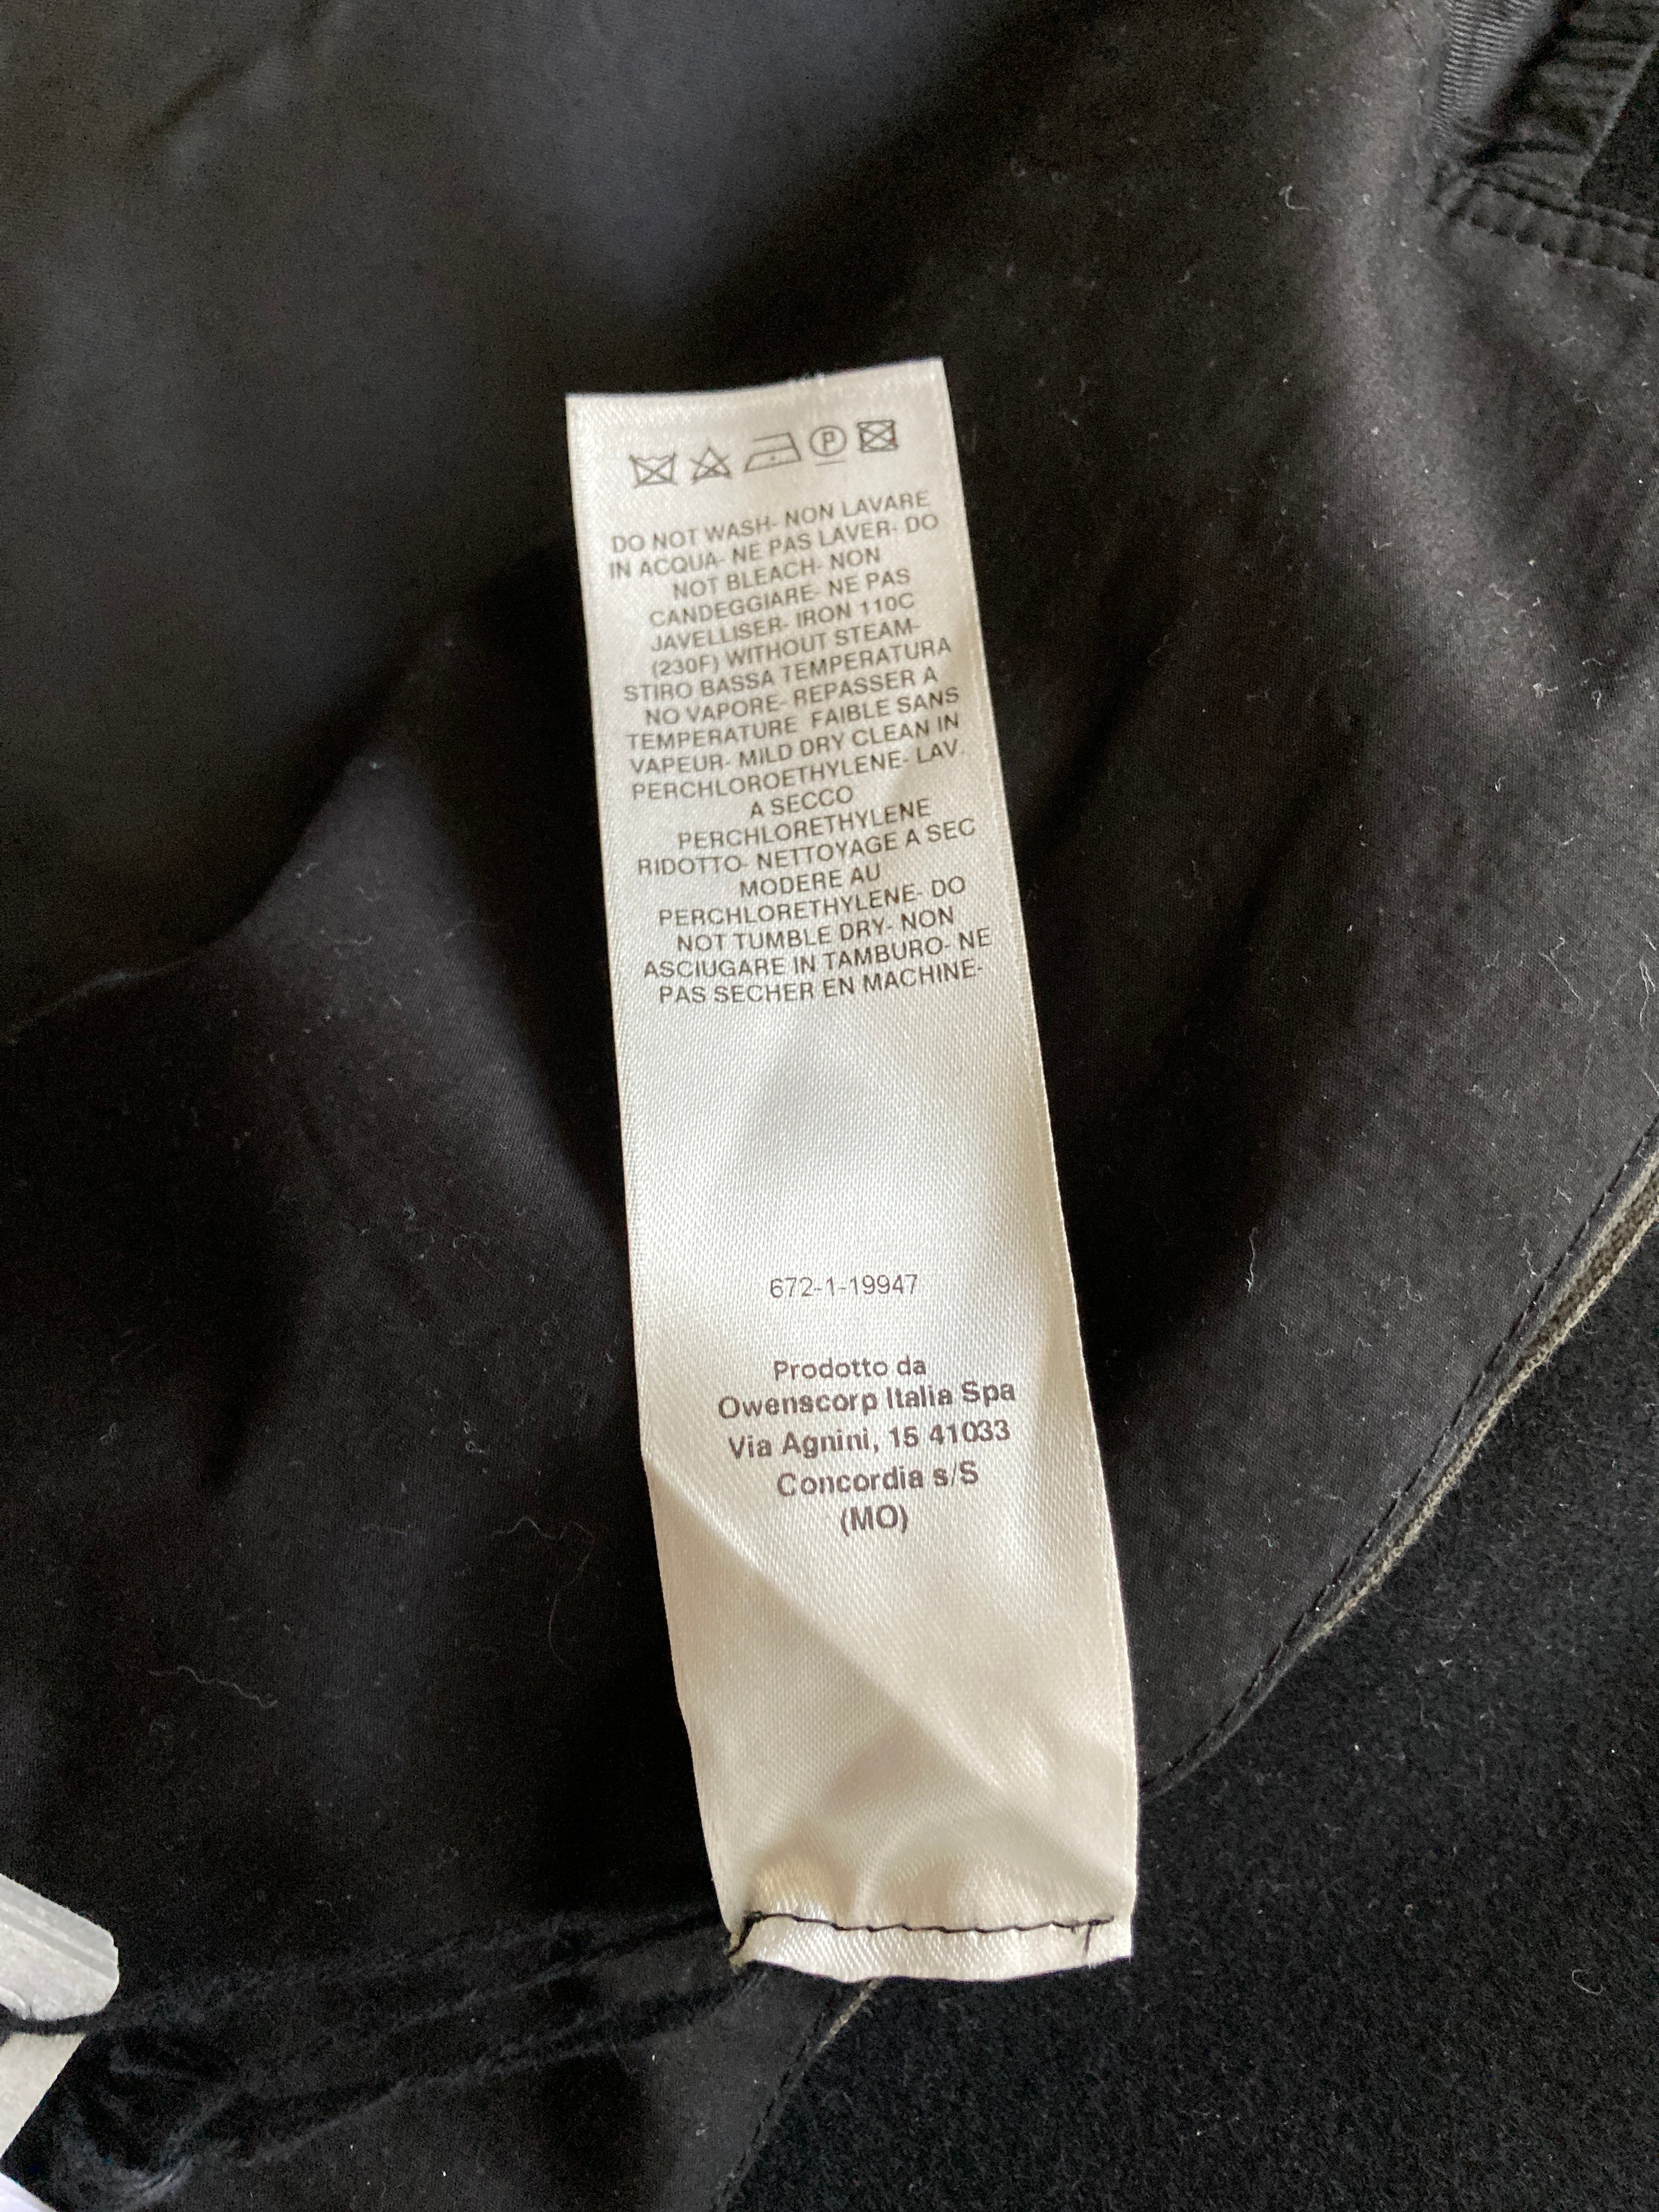 P
DO NOT WASH- NON LAVARE
IN ACQUA- NE PAS LAVER- DO
NOT BLEACH- NON
CANDEGGIARE- NE PAS
JAVELLISER- IRON 110C
(230F) WITHOUT STEAM-
STIRO BASSA TEMPERATURA
NO VAPORE- REPASSER A
TEMPERATURE FAIBLE SANS
VAPEUR- MILD DRY CLEAN IN
PERCHLOROETHYLENE- LAV
A SECCO
PERCHLORETHYLENE
RIDOTTO- NETTOYAGE A SEC
MODERE AU
PERCHLORETHYLENE- DO
NOT TUMBLE DRY- NON
ASCIUGARE IN TAMBURO- NE
PAS SECHER EN MACHINE-
672-1-19947
Prodotto da
Owenscorp Italia Spa
Via Agnini, 15 41033
Concordia s/S
(MO)